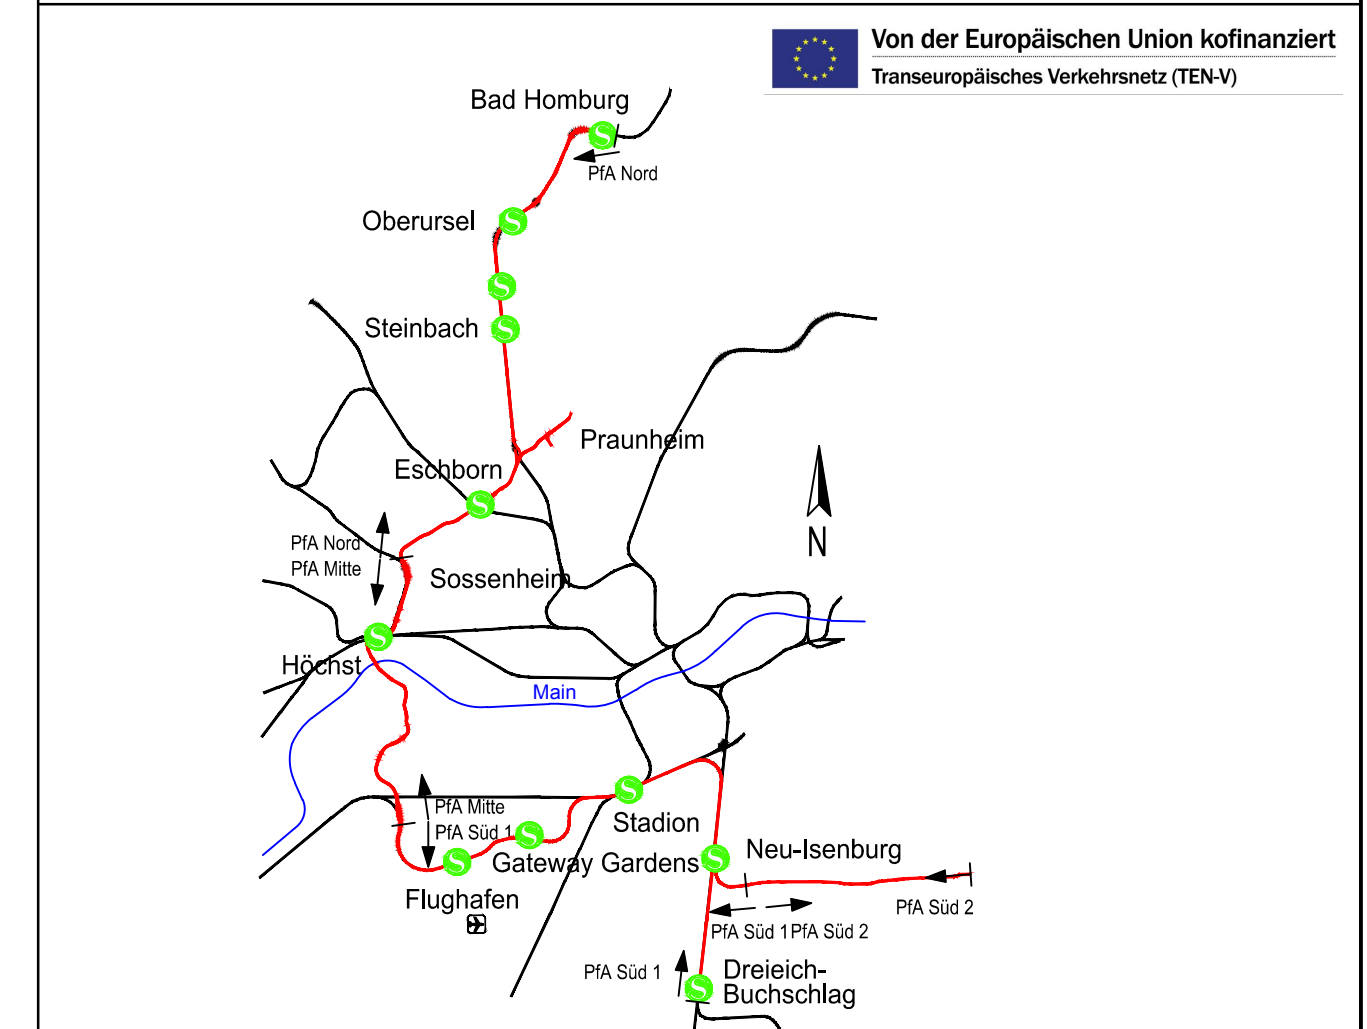 Von der Europäischen Union kofinanziert
Transeuropäisches Verkehrsnetz (TEN-V)
Bad Homburg
PfA Nord
Oberursel
Steinbach
Praunheim
Eschborn
N
PfA Nord
PfA Mitte
Sossenheim
Höchst
Main
PfA Mitte
PfA Süd 1
Stadion
Gateway Gardens
Neu-Isenburg
Flughafen
PfA Süd 2
PfA Süd 1 PfA Süd 2
PfA Süd 1
Dreieich-
Buchschlag